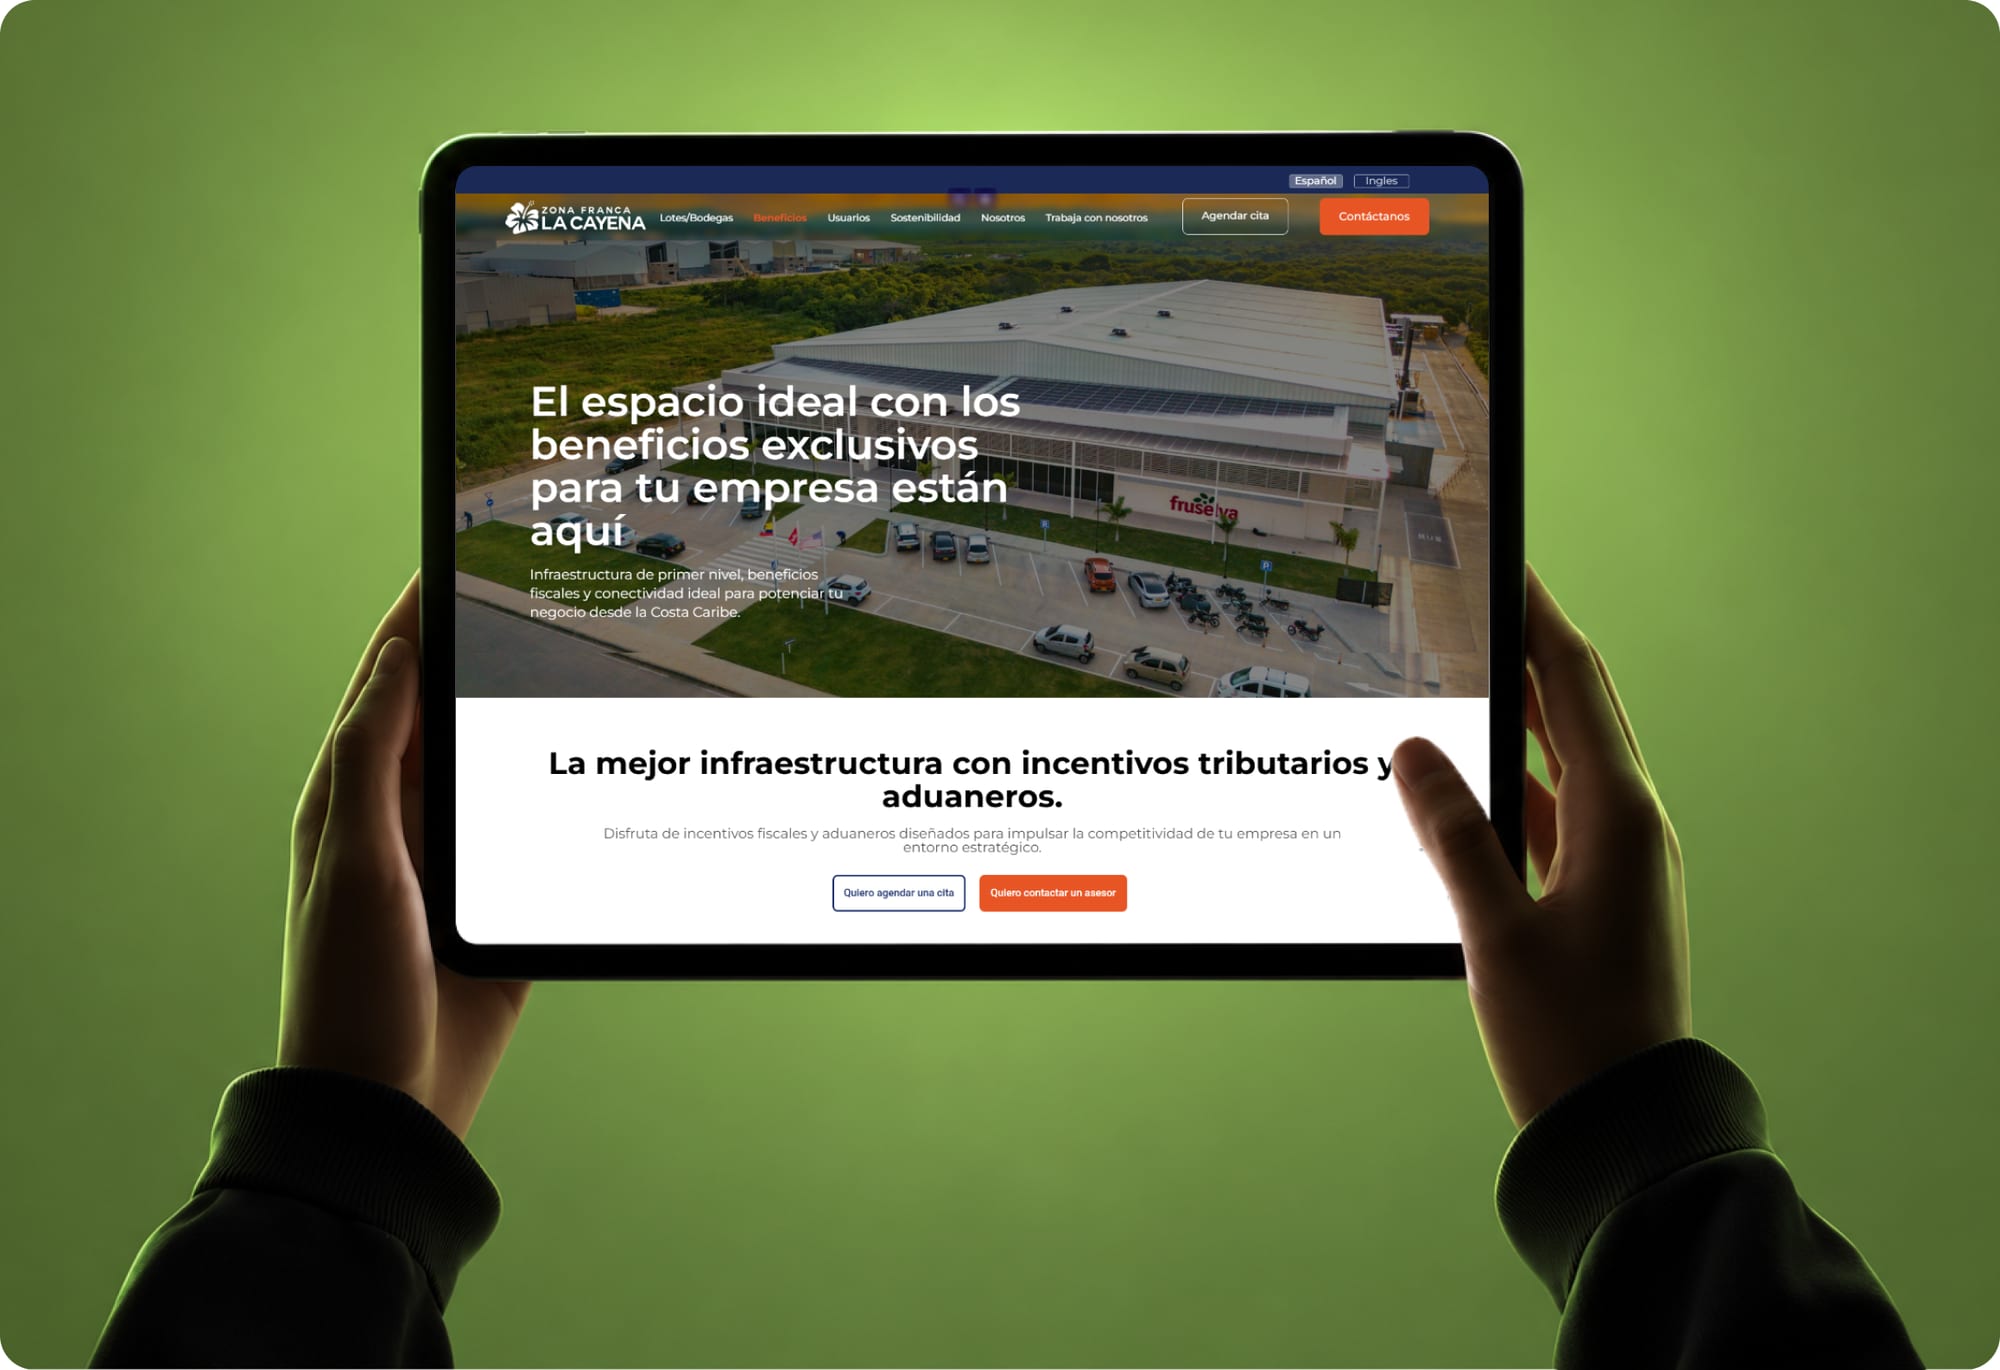 Español Ingles
ZONA FRANCA
LA CAYENA
Lotes/Bodegas Beneficios Usuarios Sostenibilidad Nosotros Trabaja con nosotros Agendar cita Contáctanos
El espacio ideal con los
beneficios exclusivos
para tu empresa están
aquí
fruselva
Infraestructura de primer nivel, beneficios
fiscales y conectividad ideal para potenciar tu
negocio desde la Costa Caribe.
La mejor infraestructura con incentivos tributarios y
aduaneros.
Disfruta de incentivos fiscales y aduaneros diseñados para impulsar la competitividad de tu empresa en un
entorno estratégico.
Quiero agendar una cita Quiero contactar un asesor